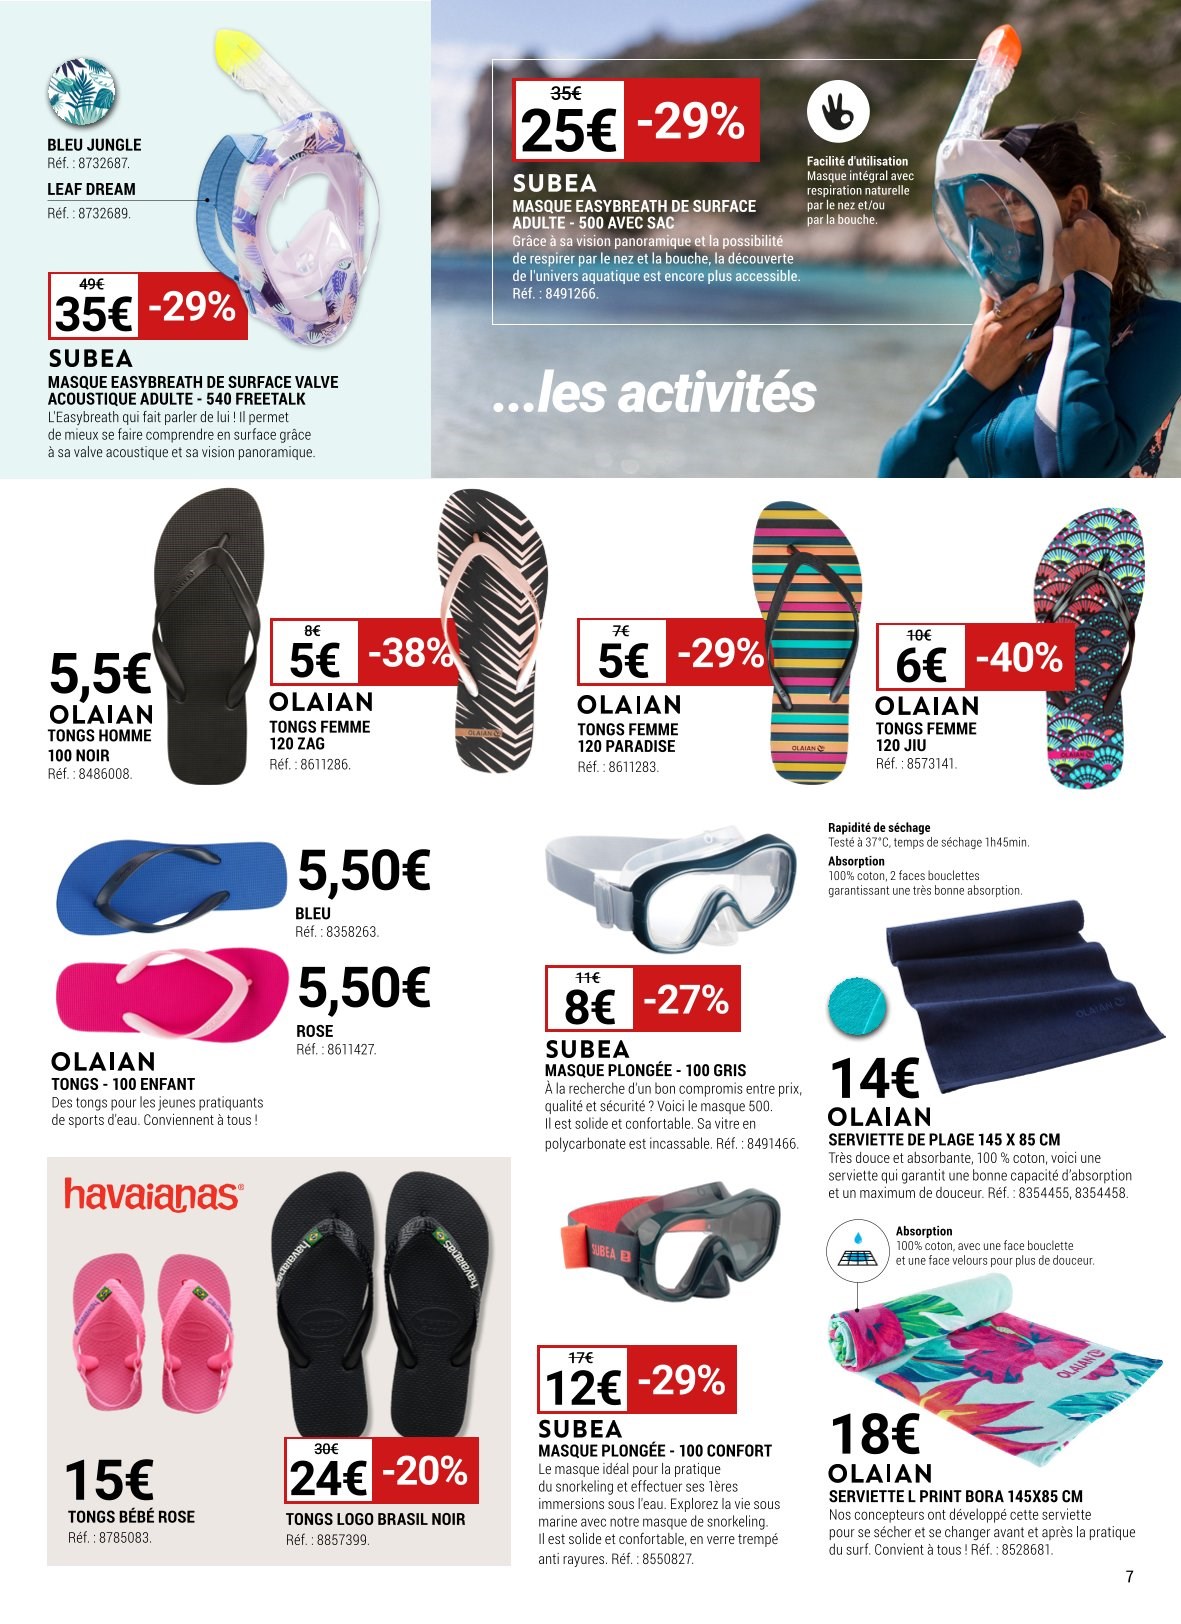 BLEU JUNGLE
Réf. : 8732687.
LEAF DREAM
Réf. : 8732689.
49€
35€ -29%
SUBEA
MASQUE EASYBREATH DE SURFACE VALVE
ACOUSTIQUE ADULTE - 540 FREETALK
L'Easybreath qui fait parler de lui ! Il permet
de mieux se faire comprendre en surface grâce
à sa valve acoustique et sa vision panoramique.
35€
25€ -29%
SUBEA
MASQUE EASYBREATH DE SURFACE
ADULTE - 500 AVEC SAC
Grâce à sa vision panoramique et la possibilité
de respirer par le nez et la bouche, la découverte
de l'univers aquatique est encore plus accessible.
Réf. : 8491266.
Facilité d'utilisation
Masque intégral avec
respiration naturelle
par le nez et/ou
par la bouche.
...les activités
5,5€
OLAIAN
TONGS HOMME
100 NOIR
Réf. : 8486008.
8€
5€ -38%
OLAIAN
TONGS FEMME
120 ZAG
Réf. : 8611286.
OLAIAN
7€
5€ -29%
OLAIAN
TONGS FEMME
120 PARADISE
Réf. : 8611283.
OLAIAN
10€
6€ -40%
OLAIAN
TONGS FEMME
120 JIU
Réf. : 8573141.
OLAIAN
5,50€
BLEU
Réf. : 8358263.
5,50€
ROSE
Réf. : 8611427.
OLAIAN
TONGS - 100 ENFANT
Des tongs pour les jeunes pratiquants
de sports d'eau. Conviennent à tous !
11€
8€ -27%
SUBEA
MASQUE PLONGÉE - 100 GRIS
À la recherche d'un bon compromis entre prix,
qualité et sécurité ? Voici le masque 500.
Il est solide et confortable. Sa vitre en
polycarbonate est incassable. Réf. : 8491466.
Rapidité de séchage
Testé à 37°C, temps de séchage 1h45min.
Absorption
100% coton, 2 faces bouclettes
garantissant une très bonne absorption.
OLAIAN
14€
OLAIAN
SERVIETTE DE PLAGE 145 X 85 CM
Très douce et absorbante, 100 % coton, voici une
serviette qui garantit une bonne capacité d'absorption
et un maximum de douceur. Réf. : 8354455, 8354458.
havaianas®
havaianas
havaianas
15€
TONGS BÉBÉ ROSE
Réf. : 8785083.
30€
24€ -20%
TONGS LOGO BRASIL NOIR
Réf. : 8857399.
SUBEA
17€
12€ -29%
SUBEA
MASQUE PLONGÉE - 100 CONFORT
Le masque idéal pour la pratique
du snorkeling et effectuer ses 1ères
immersions sous l'eau. Explorez la vie sous
marine avec notre masque de snorkeling.
Il est solide et confortable, en verre trempé
anti rayures. Réf. : 8550827.
Absorption
100% coton, avec une face bouclette
et une face velours pour plus de douceur.
OLAIAN
18€
OLAIAN
SERVIETTE L PRINT BORA 145X85 CM
Nos concepteurs ont développé cette serviette
pour se sécher et se changer avant et après la pratique
du surf. Convient à tous ! Réf. : 8528681.
7